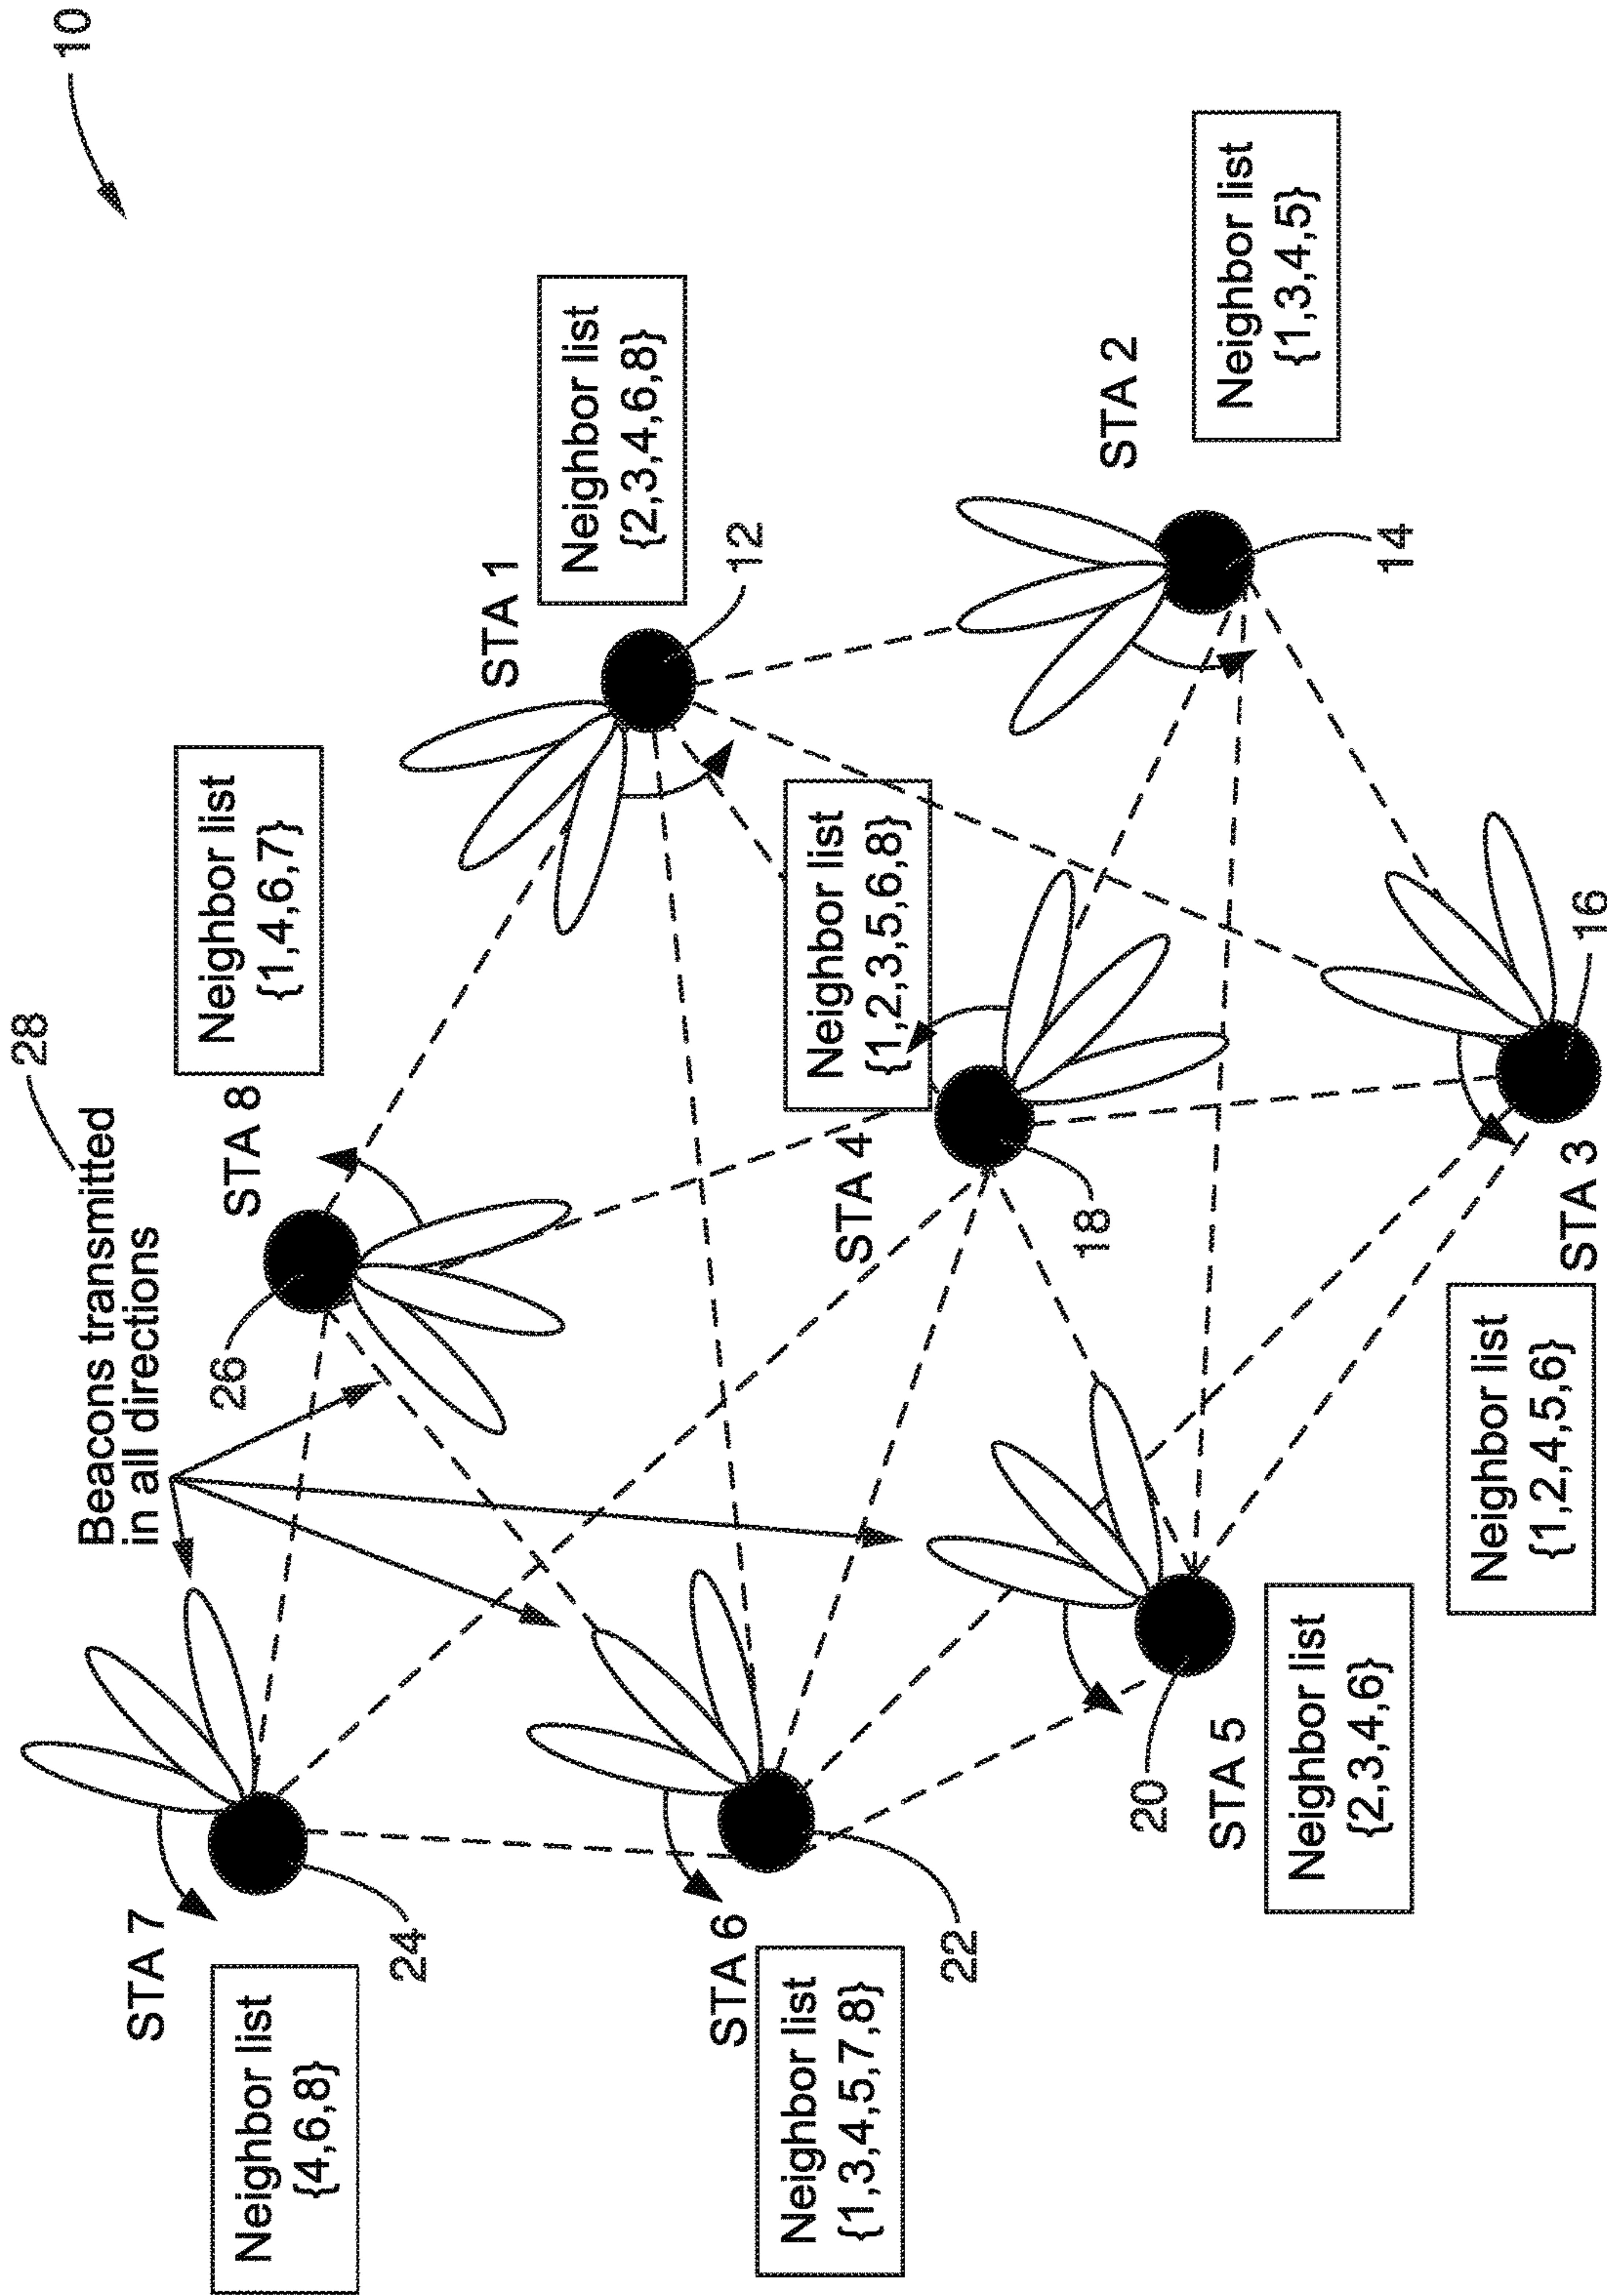 10
28
Beacons transmitted
in all directions
STA 7
Neighbor list
{4,6,8}
24
26
STA 8
Neighbor list
{1,4,6,7}
STA 1
Neighbor list
{2,3,4,6,8}
12
STA 6
Neighbor list
{1,3,4,5,7,8}
22
STA 4
Neighbor list
{1,2,3,5,6,8}
18
STA 2
Neighbor list
{1,3,4,5}
14
20
STA 5
Neighbor list
{2,3,4,6}
Neighbor list
{1,2,4,5,6}
STA 3
16